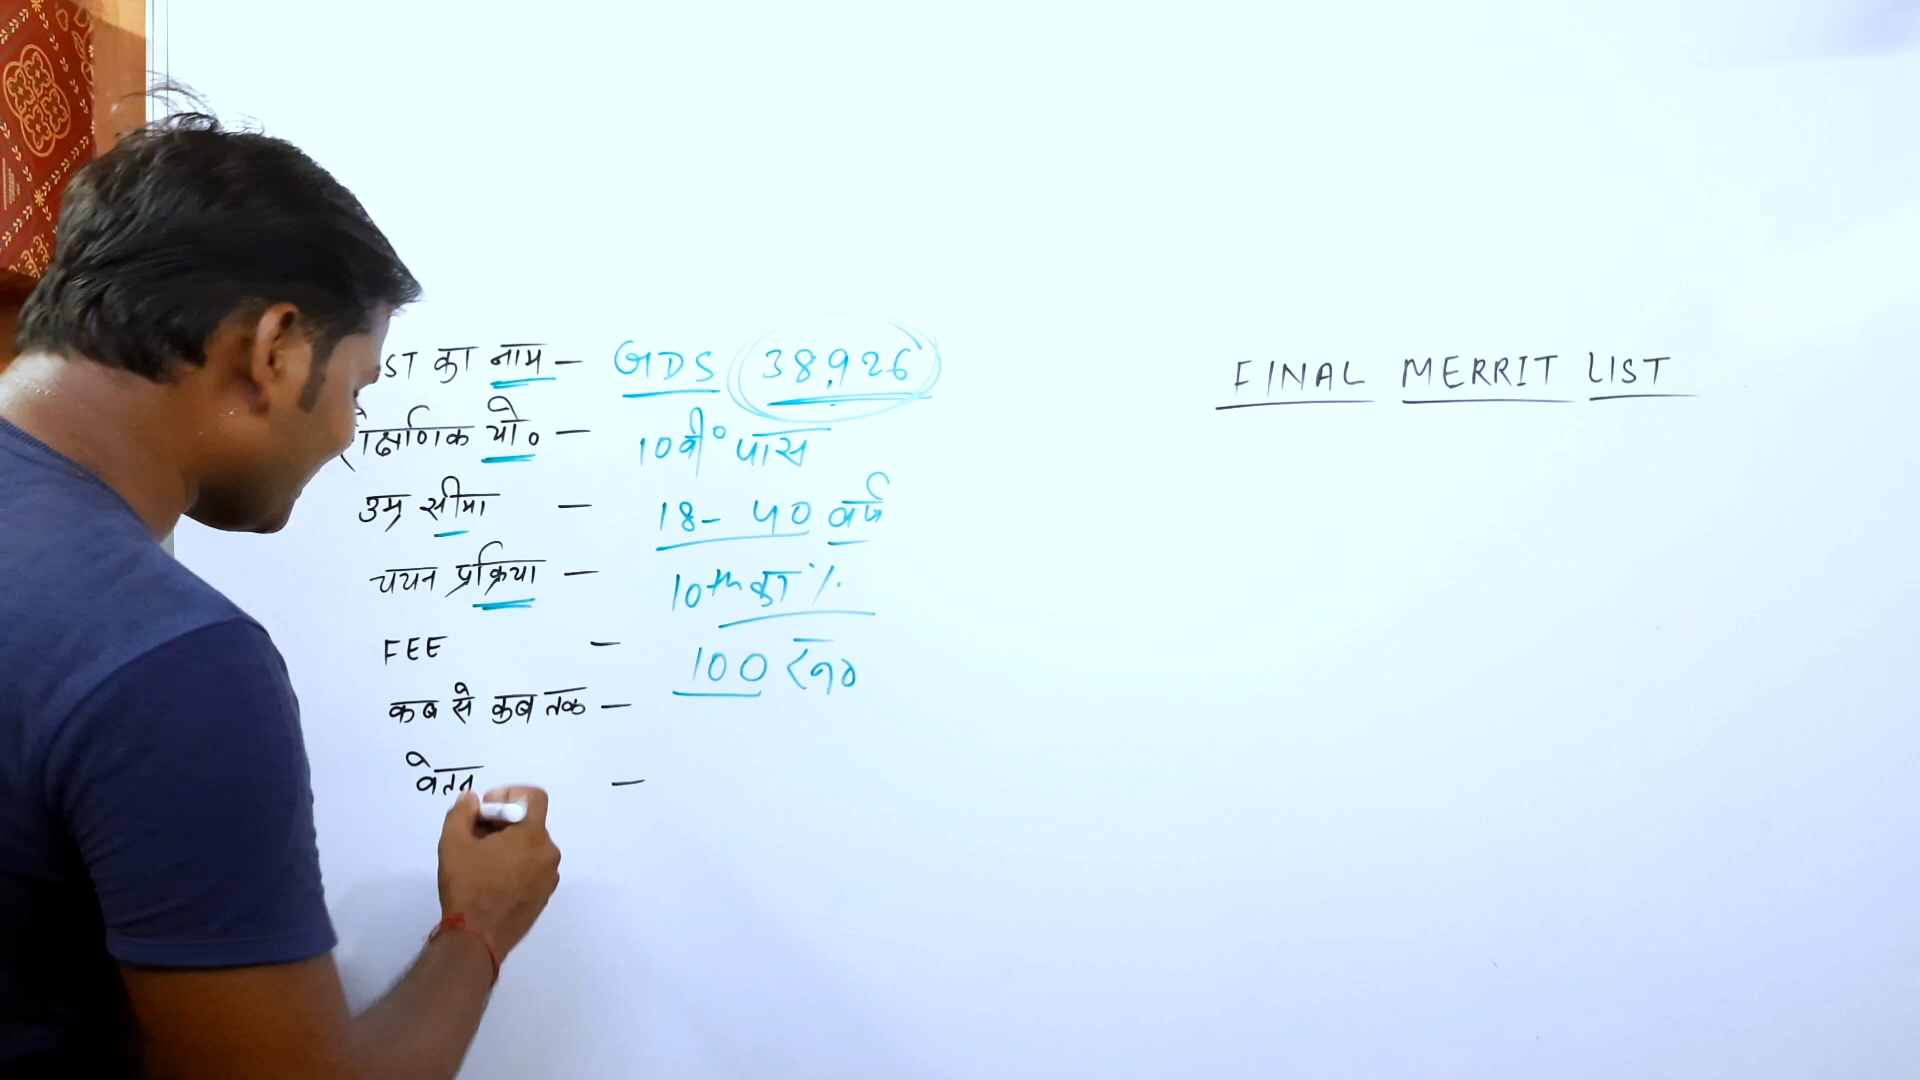 ST का नाम - GDS 38,926
शैक्षणिक यो० - 10वी० पास
उम्र सीमा - 18 - 40 वर्ष
चयन प्रक्रिया - 10th का %
FEE - 100 रु०
कब से कब तक -
वेतन -
FINAL MERRIT LIST